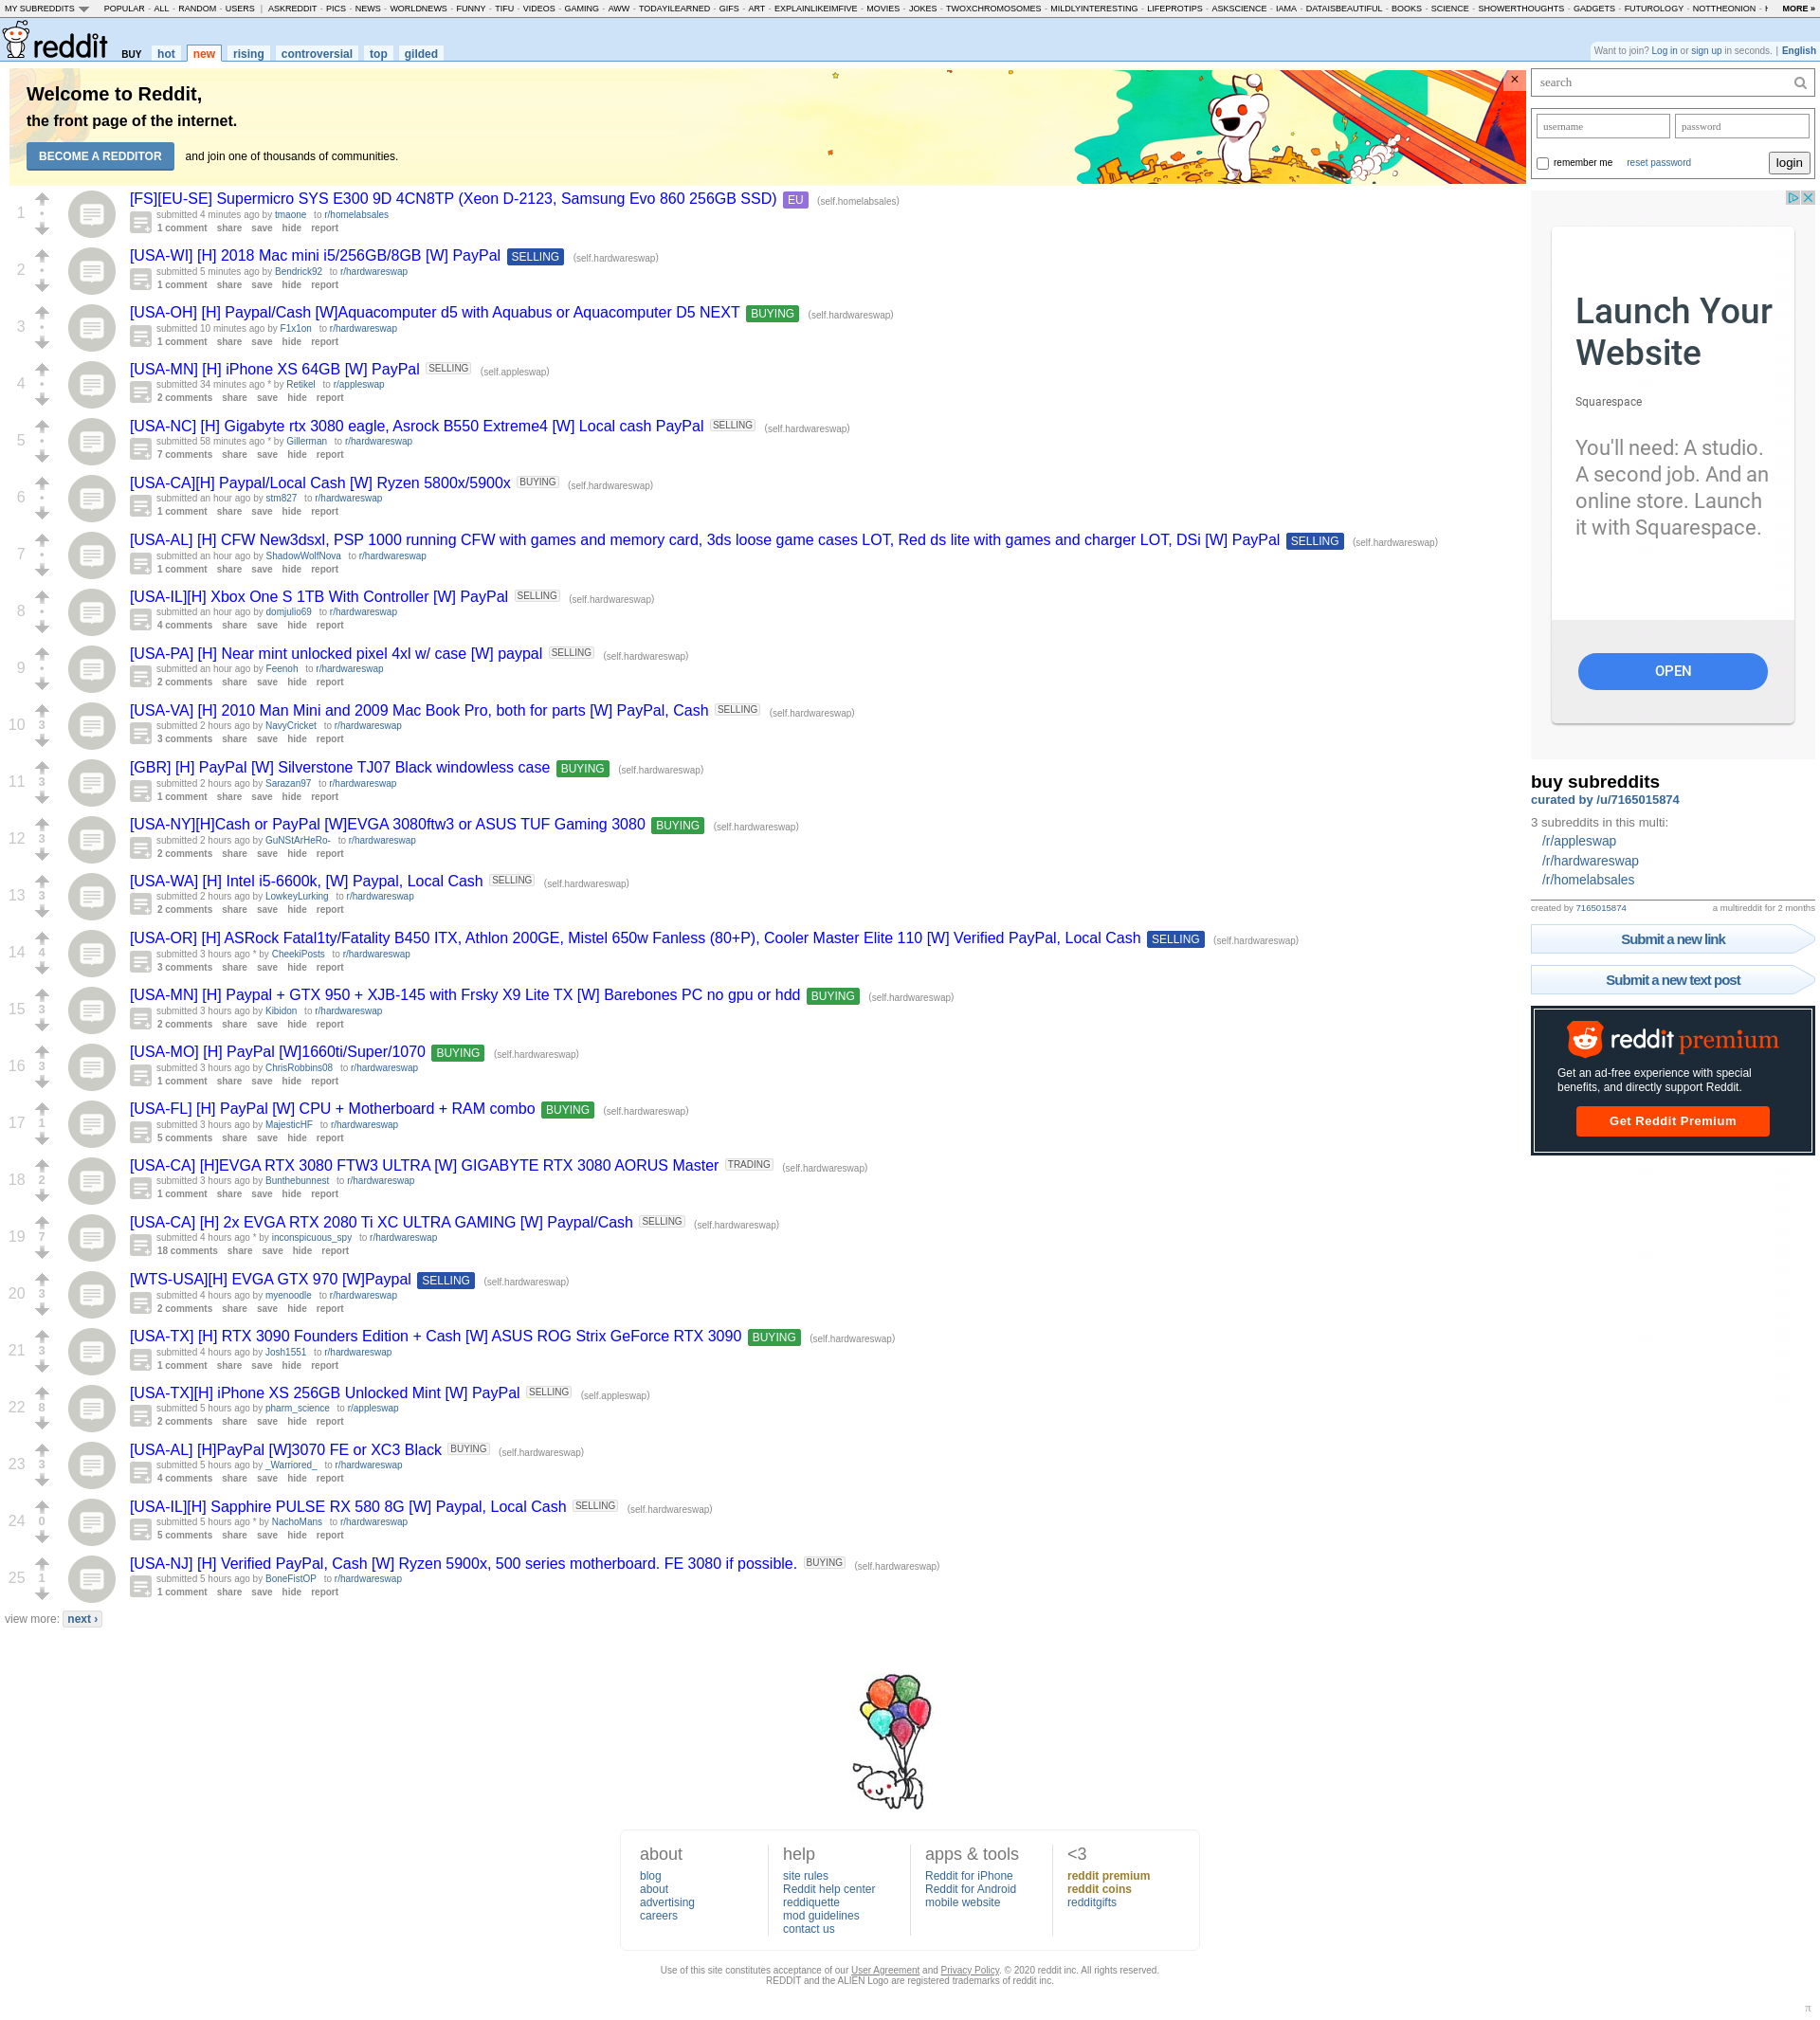 MY SUBREDDITS POPULAR - ALL - RANDOM - USERS | ASKREDDIT - PICS - NEWS - WORLDNEWS - FUNNY - TIFU - VIDEOS - GAMING - AWW - TODAYILEARNED - GIFS - ART - EXPLAINLIKEIMFIVE - MOVIES - JOKES - TWOXCHROMOSOMES - MILDLYINTERESTING - LIFEPROTIPS - ASKSCIENCE - IAMA - DATAISBEAUTIFUL - BOOKS - SCIENCE - SHOWERTHOUGHTS - GADGETS - FUTUROLOGY - NOTTHEONION - MORE »
reddit BUY hot new rising controversial top gilded
Want to join? Log in or sign up in seconds. | English
Welcome to Reddit,
the front page of the internet.
BECOME A REDDITOR and join one of thousands of communities.
×
1 [FS][EU-SE] Supermicro SYS E300 9D 4CN8TP (Xeon D-2123, Samsung Evo 860 256GB SSD) EU (self.homelabsales)
• submitted 4 minutes ago by tmaone to r/homelabsales
1 comment share save hide report
2 [USA-WI] [H] 2018 Mac mini i5/256GB/8GB [W] PayPal SELLING (self.hardwareswap)
• submitted 5 minutes ago by Bendrick92 to r/hardwareswap
1 comment share save hide report
3 [USA-OH] [H] Paypal/Cash [W]Aquacomputer d5 with Aquabus or Aquacomputer D5 NEXT BUYING (self.hardwareswap)
• submitted 10 minutes ago by F1x1on to r/hardwareswap
1 comment share save hide report
4 [USA-MN] [H] iPhone XS 64GB [W] PayPal SELLING (self.appleswap)
• submitted 34 minutes ago * by Retikel to r/appleswap
2 comments share save hide report
5 [USA-NC] [H] Gigabyte rtx 3080 eagle, Asrock B550 Extreme4 [W] Local cash PayPal SELLING (self.hardwareswap)
• submitted 58 minutes ago * by Gillerman to r/hardwareswap
7 comments share save hide report
6 [USA-CA][H] Paypal/Local Cash [W] Ryzen 5800x/5900x BUYING (self.hardwareswap)
• submitted an hour ago by stm827 to r/hardwareswap
1 comment share save hide report
7 [USA-AL] [H] CFW New3dsxl, PSP 1000 running CFW with games and memory card, 3ds loose game cases LOT, Red ds lite with games and charger LOT, DSi [W] PayPal SELLING (self.hardwareswap)
• submitted an hour ago by ShadowWolfNova to r/hardwareswap
1 comment share save hide report
8 [USA-IL][H] Xbox One S 1TB With Controller [W] PayPal SELLING (self.hardwareswap)
• submitted an hour ago by domjulio69 to r/hardwareswap
4 comments share save hide report
9 [USA-PA] [H] Near mint unlocked pixel 4xl w/ case [W] paypal SELLING (self.hardwareswap)
• submitted an hour ago by Feenoh to r/hardwareswap
2 comments share save hide report
10 [USA-VA] [H] 2010 Man Mini and 2009 Mac Book Pro, both for parts [W] PayPal, Cash SELLING (self.hardwareswap)
3 submitted 2 hours ago by NavyCricket to r/hardwareswap
3 comments share save hide report
11 [GBR] [H] PayPal [W] Silverstone TJ07 Black windowless case BUYING (self.hardwareswap)
3 submitted 2 hours ago by Sarazan97 to r/hardwareswap
1 comment share save hide report
12 [USA-NY][H]Cash or PayPal [W]EVGA 3080ftw3 or ASUS TUF Gaming 3080 BUYING (self.hardwareswap)
3 submitted 2 hours ago by GuNStArHeRo- to r/hardwareswap
2 comments share save hide report
13 [USA-WA] [H] Intel i5-6600k, [W] Paypal, Local Cash SELLING (self.hardwareswap)
3 submitted 2 hours ago by LowkeyLurking to r/hardwareswap
2 comments share save hide report
14 [USA-OR] [H] ASRock Fatal1ty/Fatality B450 ITX, Athlon 200GE, Mistel 650w Fanless (80+P), Cooler Master Elite 110 [W] Verified PayPal, Local Cash SELLING (self.hardwareswap)
4 submitted 3 hours ago * by CheekiPosts to r/hardwareswap
3 comments share save hide report
15 [USA-MN] [H] Paypal + GTX 950 + XJB-145 with Frsky X9 Lite TX [W] Barebones PC no gpu or hdd BUYING (self.hardwareswap)
3 submitted 3 hours ago by Kibidon to r/hardwareswap
2 comments share save hide report
16 [USA-MO] [H] PayPal [W]1660ti/Super/1070 BUYING (self.hardwareswap)
3 submitted 3 hours ago by ChrisRobbins08 to r/hardwareswap
1 comment share save hide report
17 [USA-FL] [H] PayPal [W] CPU + Motherboard + RAM combo BUYING (self.hardwareswap)
1 submitted 3 hours ago by MajesticHF to r/hardwareswap
5 comments share save hide report
18 [USA-CA] [H]EVGA RTX 3080 FTW3 ULTRA [W] GIGABYTE RTX 3080 AORUS Master TRADING (self.hardwareswap)
2 submitted 3 hours ago by Bunthebunnest to r/hardwareswap
1 comment share save hide report
19 [USA-CA] [H] 2x EVGA RTX 2080 Ti XC ULTRA GAMING [W] Paypal/Cash SELLING (self.hardwareswap)
7 submitted 4 hours ago * by inconspicuous_spy to r/hardwareswap
18 comments share save hide report
20 [WTS-USA][H] EVGA GTX 970 [W]Paypal SELLING (self.hardwareswap)
3 submitted 4 hours ago by myenoodle to r/hardwareswap
2 comments share save hide report
21 [USA-TX] [H] RTX 3090 Founders Edition + Cash [W] ASUS ROG Strix GeForce RTX 3090 BUYING (self.hardwareswap)
3 submitted 4 hours ago by Josh1551 to r/hardwareswap
1 comment share save hide report
22 [USA-TX][H] iPhone XS 256GB Unlocked Mint [W] PayPal SELLING (self.appleswap)
8 submitted 5 hours ago by pharm_science to r/appleswap
2 comments share save hide report
23 [USA-AL] [H]PayPal [W]3070 FE or XC3 Black BUYING (self.hardwareswap)
3 submitted 5 hours ago by _Warriored_ to r/hardwareswap
4 comments share save hide report
24 [USA-IL][H] Sapphire PULSE RX 580 8G [W] Paypal, Local Cash SELLING (self.hardwareswap)
0 submitted 5 hours ago * by NachoMans to r/hardwareswap
5 comments share save hide report
25 [USA-NJ] [H] Verified PayPal, Cash [W] Ryzen 5900x, 500 series motherboard. FE 3080 if possible. BUYING (self.hardwareswap)
1 submitted 5 hours ago by BoneFistOP to r/hardwareswap
1 comment share save hide report
view more: next ›
search
username password
remember me reset password login
Launch Your
Website
Squarespace
You'll need: A studio.
A second job. And an
online store. Launch
it with Squarespace.
OPEN
buy subreddits
curated by /u/7165015874
3 subreddits in this multi:
/r/appleswap
/r/hardwareswap
/r/homelabsales
created by 7165015874 a multireddit for 2 months
Submit a new link
Submit a new text post
reddit premium
Get an ad-free experience with special
benefits, and directly support Reddit.
Get Reddit Premium
about help apps & tools <3
blog site rules Reddit for iPhone reddit premium
about Reddit help center Reddit for Android reddit coins
advertising reddiquette mobile website redditgifts
careers mod guidelines
contact us
Use of this site constitutes acceptance of our User Agreement and Privacy Policy. © 2020 reddit inc. All rights reserved.
REDDIT and the ALIEN Logo are registered trademarks of reddit inc.
π